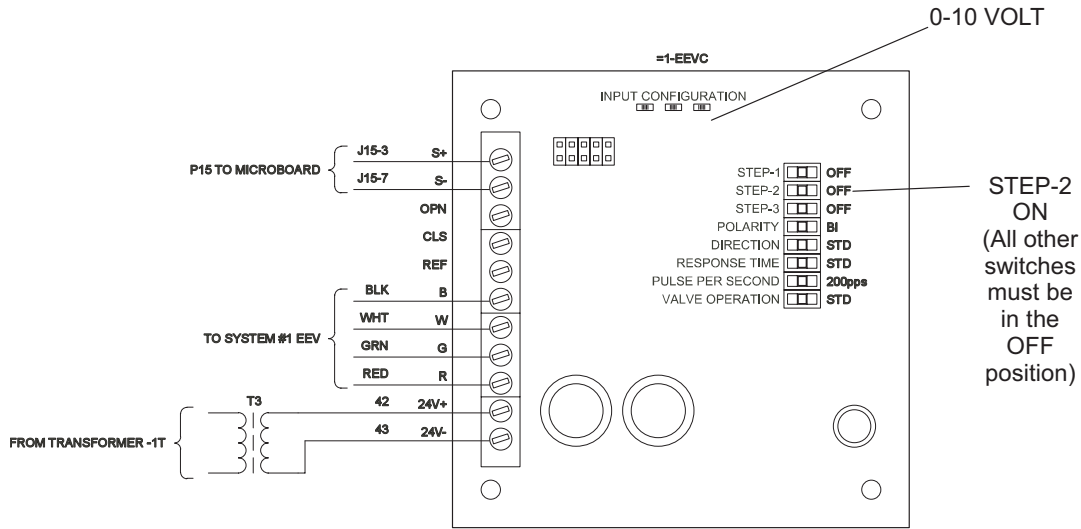 0-10 VOLT
=1-EEVC
INPUT CONFIGURATION
P15 TO MICROBOARD
J15-3 S+
J15-7 S-
OPN
CLS
REF
TO SYSTEM #1 EEV
BLK B
WHT W
GRN G
RED R
FROM TRANSFORMER -1T
T3
42 24V+
43 24V-
STEP-1 OFF
STEP-2 OFF
STEP-3 OFF
POLARITY BI
DIRECTION STD
RESPONSE TIME STD
PULSE PER SECOND 200pps
VALVE OPERATION STD
STEP-2
ON
(All other
switches
must be
in the
OFF
position)